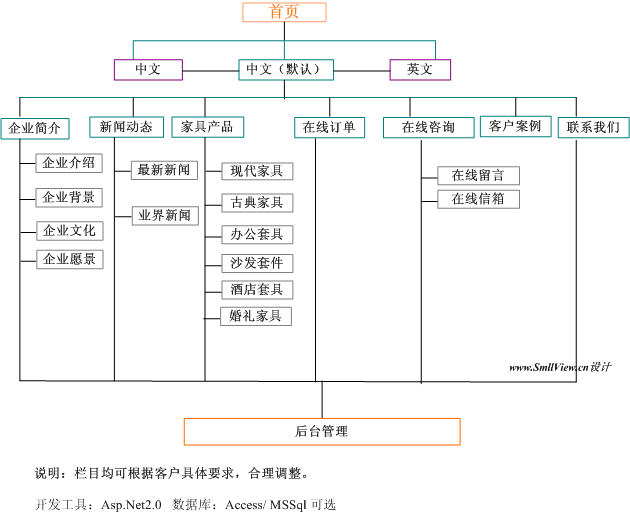 首页
中文
中文（默认）
英文
企业简介
新闻动态
家具产品
在线订单
在线咨询
客户案例
联系我们
企业介绍
企业背景
企业文化
企业愿景
最新新闻
业界新闻
现代家具
古典家具
办公套具
沙发套件
酒店套具
婚礼家具
在线留言
在线信箱
www.SmllView.cn设计
后台管理
说明：栏目均可根据客户具体要求，合理调整。
开发工具：Asp.Net2.0 数据库：Access/ MSSql 可选